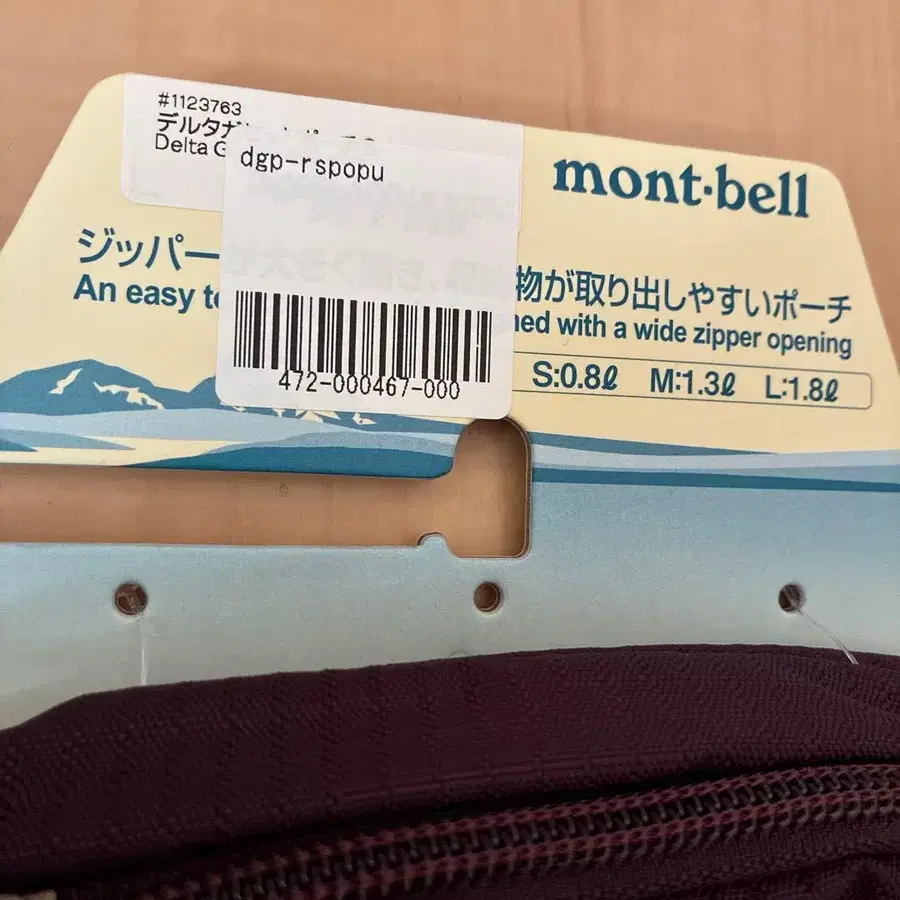 #1123763
デルタガ
Delta G
dgp-rspopu
mont-bell
ジッパー 物が取り出しやすいポーチ
An easy to ned with a wide zipper opening
S:0.8ℓ M:1.3ℓ L:1.8ℓ
472-000467-000